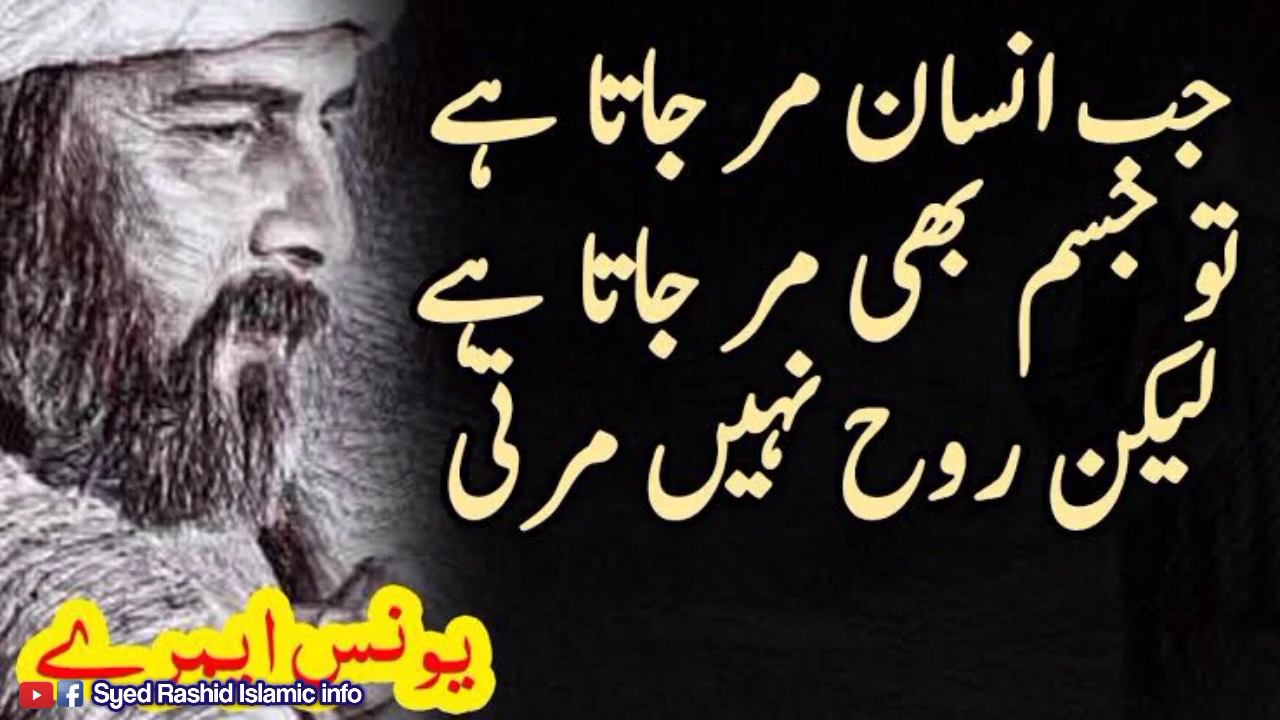 جب انسان مر جاتا ہے
تو جسم بھی مر جاتا ہے
لیکن روح نہیں مرتی
یونس ایمرے
Syed Rashid Islamic info